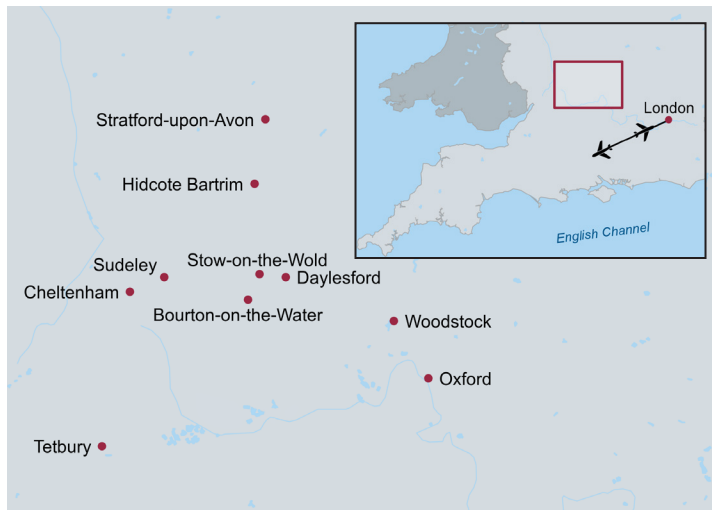 London
English Channel
Stratford-upon-Avon
Hidcote Bartrim
Stow-on-the-Wold
Sudeley
Daylesford
Cheltenham
Bourton-on-the-Water
Woodstock
Oxford
Tetbury